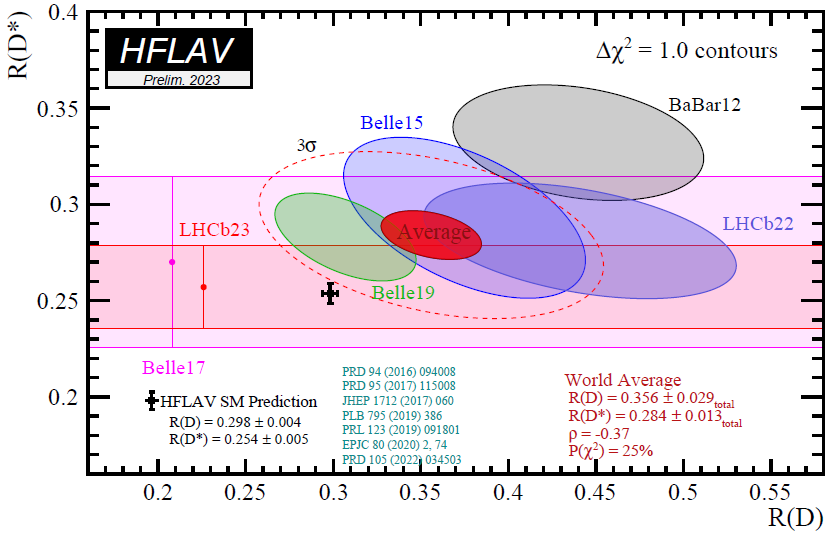 R(D*)
0.4
0.35
0.3
0.25
0.2
HFLAV
Prelim. 2023
Δχ² = 1.0 contours
BaBar12
Belle15
3σ
LHCb23
LHCb22
Average
Belle19
Belle17
HFLAV SM Prediction
R(D) = 0.298 ± 0.004
R(D*) = 0.254 ± 0.005
PRD 94 (2016) 094008
PRD 95 (2017) 115008
JHEP 1712 (2017) 060
PLB 795 (2019) 386
PRL 123 (2019) 091801
EPJC 80 (2020) 2, 74
PRD 105 (2022) 034503
World Average
R(D) = 0.356 ± 0.029 total
R(D*) = 0.284 ± 0.013 total
ρ = -0.37
P(χ²) = 25%
0.2 0.25 0.3 0.35 0.4 0.45 0.5 0.55
R(D)